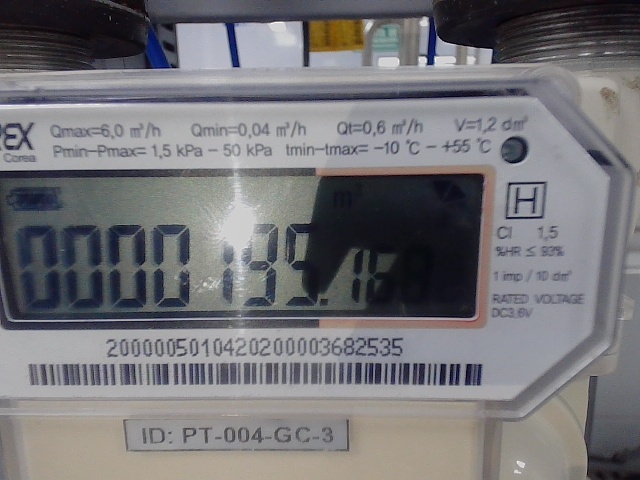 REX Qmax=6,0 m³/h Qmin=0,04 m³/h Qt=0,6 m³/h V=1,2 dm³
Corea Pmin-Pmax= 1,5 kPa - 50 kPa tmin-tmax= -10 °C - +55 °C
m³
H
Cl 1,5
%HR ≤ 93%
1 imp / 10 dm³
RATED VOLTAGE
DC3,6V
20000050104202000003682535
ID: PT-004-GC-3